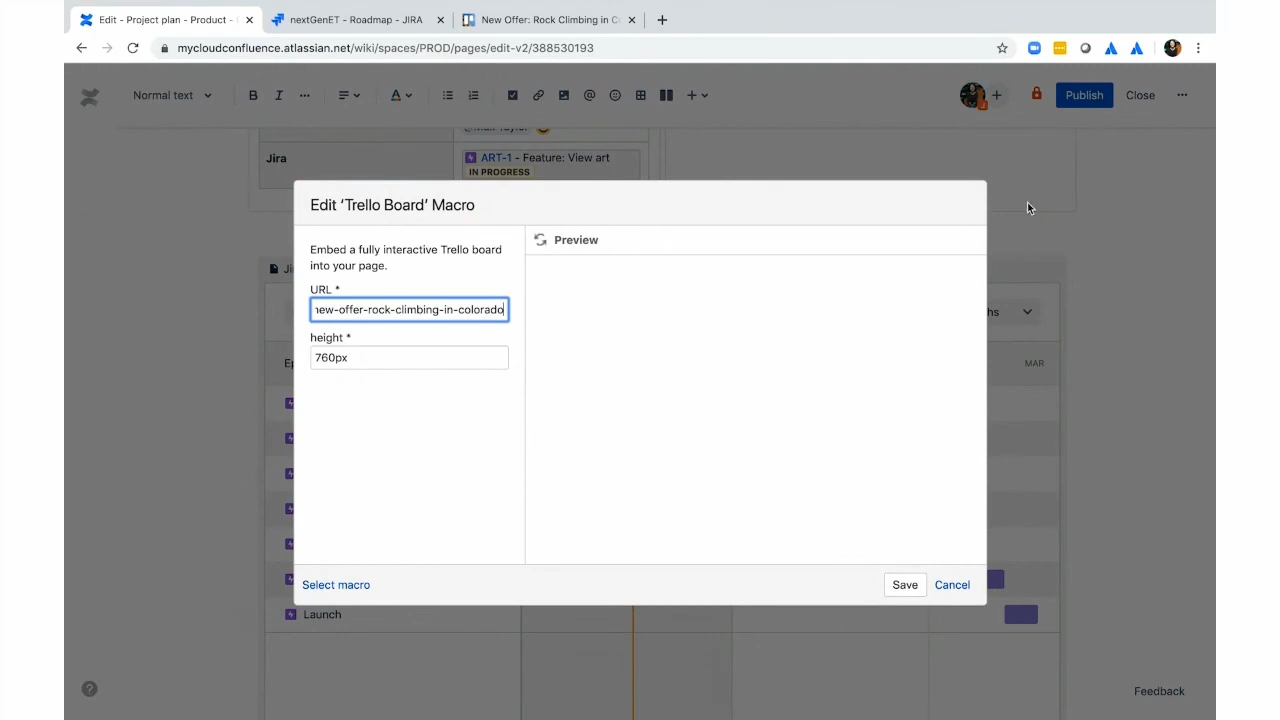 Edit - Project plan - Product -
nextGenET - Roadmap - JIRA
New Offer: Rock Climbing in C
mycloudconfluence.atlassian.net/wiki/spaces/PROD/pages/edit-v2/388530193
Normal text
B
I
A
Publish
Close
Jira
ART-1 - Feature: View art
IN PROGRESS
Edit ‘Trello Board’ Macro
Embed a fully interactive Trello board
into your page.
Preview
URL *
new-offer-rock-climbing-in-colorado
height *
760px
MAR
Select macro
Save
Cancel
Launch
Feedback